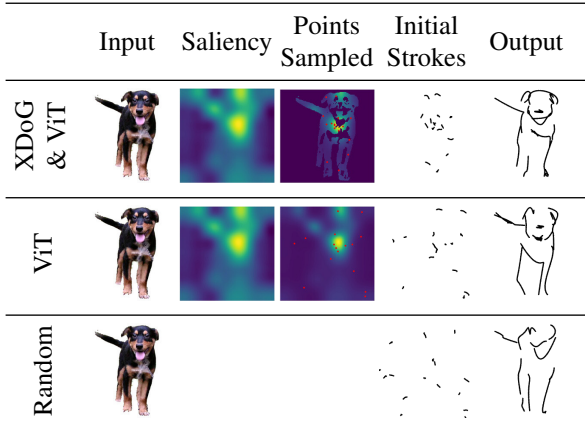 Input Saliency Points Sampled Initial Strokes Output
XDoG & ViT
ViT
Random